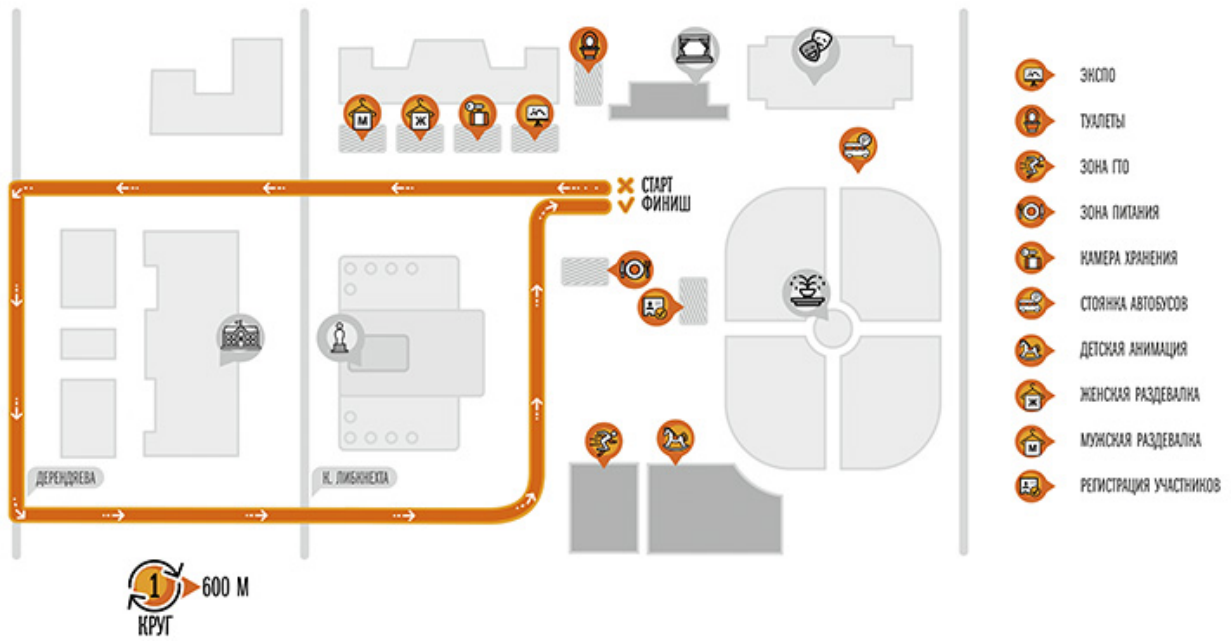 М
Ж
СТАРТ
ФИНИШ
ДЕРЕНДЯЕВА
К. ЛИБКНЕХТА
1
600 М
КРУГ
ЭКСПО
ТУАЛЕТЫ
ЗОНА ГТО
ЗОНА ПИТАНИЯ
КАМЕРА ХРАНЕНИЯ
СТОЯНКА АВТОБУСОВ
ДЕТСКАЯ АНИМАЦИЯ
Ж ЖЕНСКАЯ РАЗДЕВАЛКА
М МУЖСКАЯ РАЗДЕВАЛКА
РЕГИСТРАЦИЯ УЧАСТНИКОВ